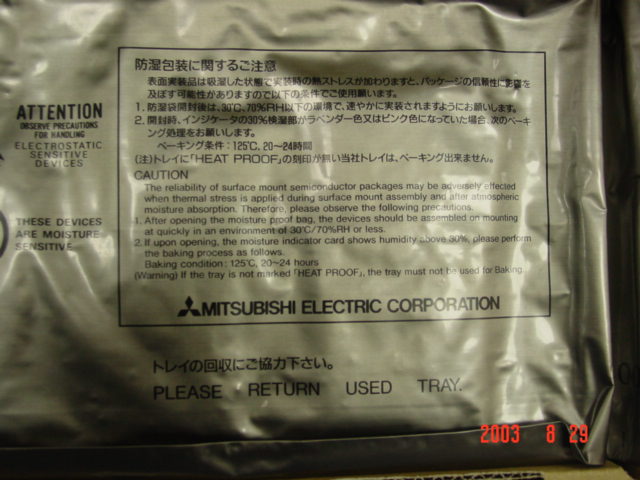 防湿包装に関するご注意
表面実装品は吸湿した状態で実装時の熱ストレスが加わりますと、パッケージの信頼性に影響を
及ぼす可能性がありますので以下の条件でご使用願います。
1. 防湿袋開封後は、30℃、70%RH以下の環境で、速やかに実装されますようにお願いします。
2. 開封時、インジケータの30%検湿部がラベンダー色又はピンク色になっていた場合、次のベーキ
ング処理をお願いします。
ベーキング条件:125℃、20~24時間
(注)トレイに「HEAT PROOF」の刻印が無い当社トレイは、ベーキング出来ません。
CAUTION
The reliability of surface mount semiconductor packages may be adversely effected
when thermal stress is applied during surface mount assembly and after atmospheric
moisture absorption. Therefore, please observe the following precautions.
1. After opening the moisture proof bag, the devices should be assembled on mounting
at quickly in an environment of 30℃/70%RH or less.
2. If upon opening, the moisture indicator card shows humidity above 30%, please perform
the baking process as follows.
Baking condition: 125℃, 20~24 hours
(Warning) If the tray is not marked「HEAT PROOF」, the tray must not be used for Baking
MITSUBISHI ELECTRIC CORPORATION
ATTENTION
OBSERVE PRECAUTIONS
FOR HANDLING
ELECTROSTATIC
SENSITIVE
DEVICES
THESE DEVICES
ARE MOISTURE
SENSITIVE
トレイの回収にご協力下さい。
PLEASE RETURN USED TRAY.
2003 8 29